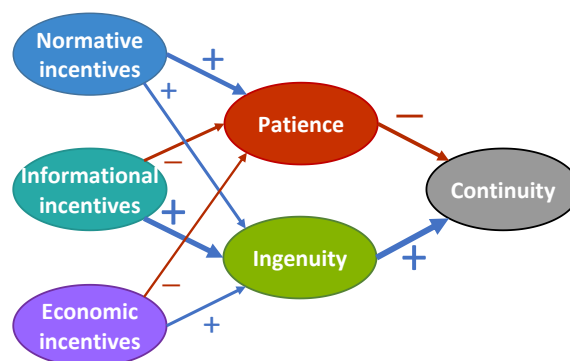 Normative
incentives
+
+
Patience
−
−
Informational
incentives
+
Continuity
Ingenuity
+
−
Economic
incentives
+